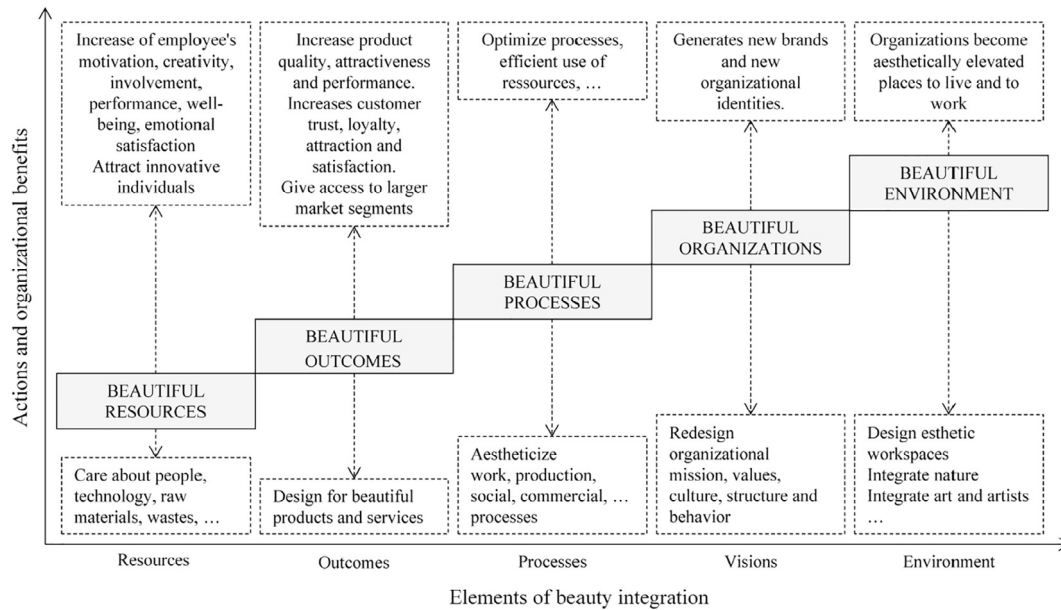 Actions and organizational benefits
Increase of employee's
motivation, creativity,
involvement,
performance, well-
being, emotional
satisfaction
Attract innovative
individuals
Increase product
quality, attractiveness
and performance.
Increases customer
trust, loyalty,
attraction and
satisfaction.
Give access to larger
market segments
Optimize processes,
efficient use of
ressources, ...
Generates new brands
and new
organizational
identities.
Organizations become
aesthetically elevated
places to live and to
work
BEAUTIFUL
RESOURCES
BEAUTIFUL
OUTCOMES
BEAUTIFUL
PROCESSES
BEAUTIFUL
ORGANIZATIONS
BEAUTIFUL
ENVIRONMENT
Care about people,
technology, raw
materials, wastes, ...
Design for beautiful
products and services
Aestheticize
work, production,
social, commercial, ...
processes
Redesign
organizational
mission, values,
culture, structure and
behavior
Design esthetic
workspaces
Integrate nature
Integrate art and artists
...
Resources
Outcomes
Processes
Visions
Environment
Elements of beauty integration